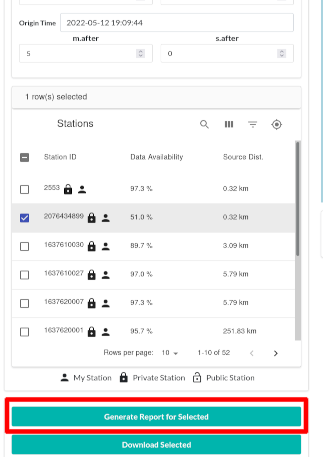 Origin Time 2022-05-12 19:09:44
m.after s.after
5 0
1 row(s) selected
Stations
Station ID Data Availability Source Dist.
2553 97.3 % 0.32 km
2076434899 51.0 % 0.32 km
1637610030 89.7 % 3.09 km
1637610027 97.0 % 5.79 km
1637620007 97.3 % 5.79 km
1637620001 95.7 % 251.83 km
Rows per page: 10 1-10 of 52
My Station Private Station Public Station
Generate Report for Selected
Download Selected